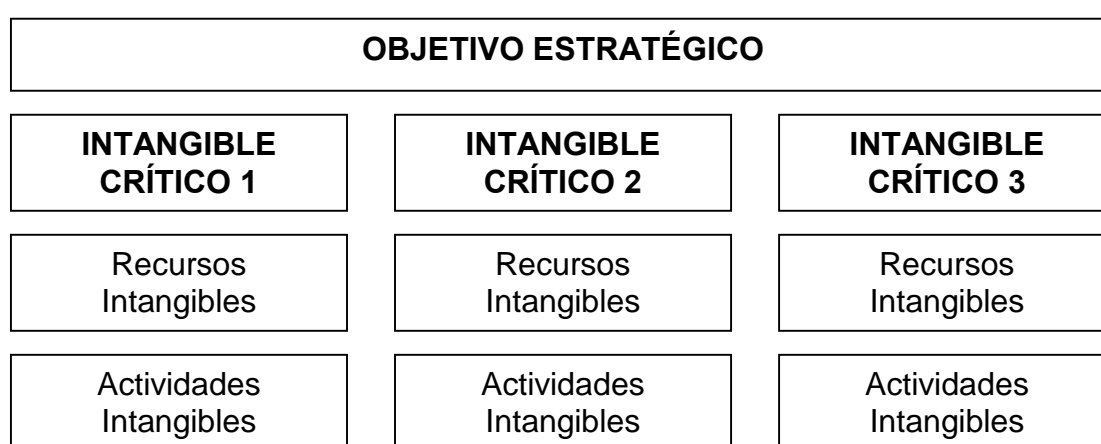 OBJETIVO ESTRATÉGICO
INTANGIBLE
CRÍTICO 1
INTANGIBLE
CRÍTICO 2
INTANGIBLE
CRÍTICO 3
Recursos
Intangibles
Recursos
Intangibles
Recursos
Intangibles
Actividades
Intangibles
Actividades
Intangibles
Actividades
Intangibles